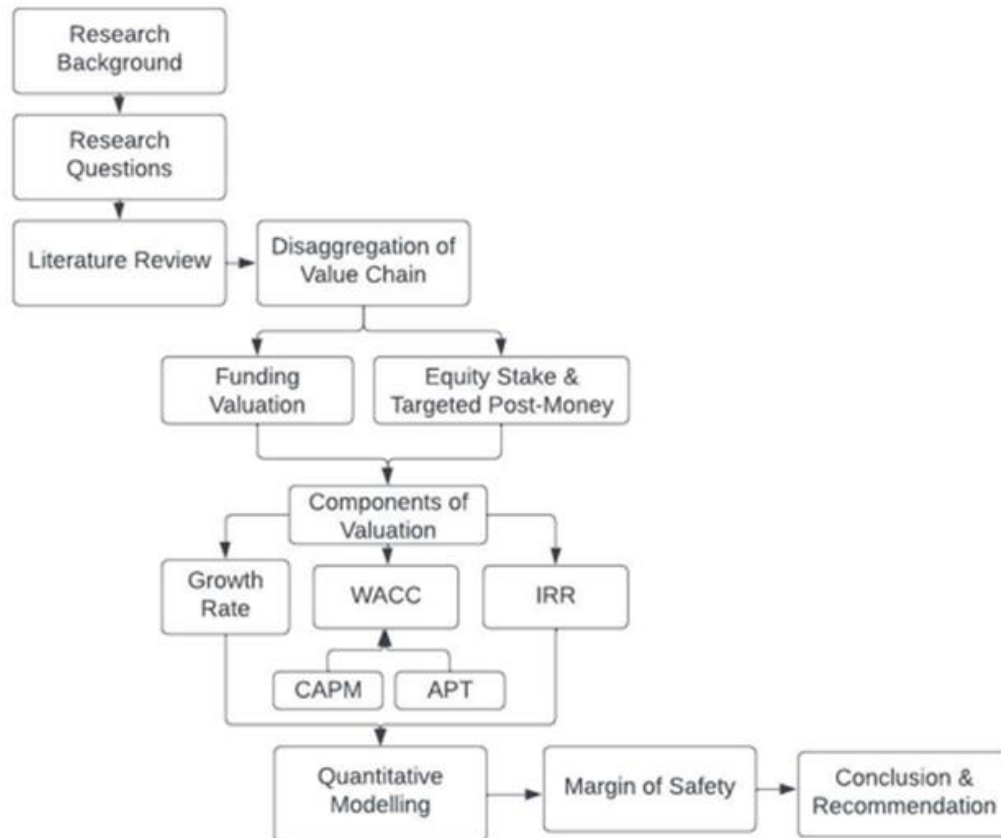 Research
Background
Research
Questions
Literature Review
Disaggregation of
Value Chain
Funding
Valuation
Equity Stake &
Targeted Post-Money
Components of
Valuation
Growth
Rate
WACC
IRR
CAPM
APT
Quantitative
Modelling
Margin of Safety
Conclusion &
Recommendation